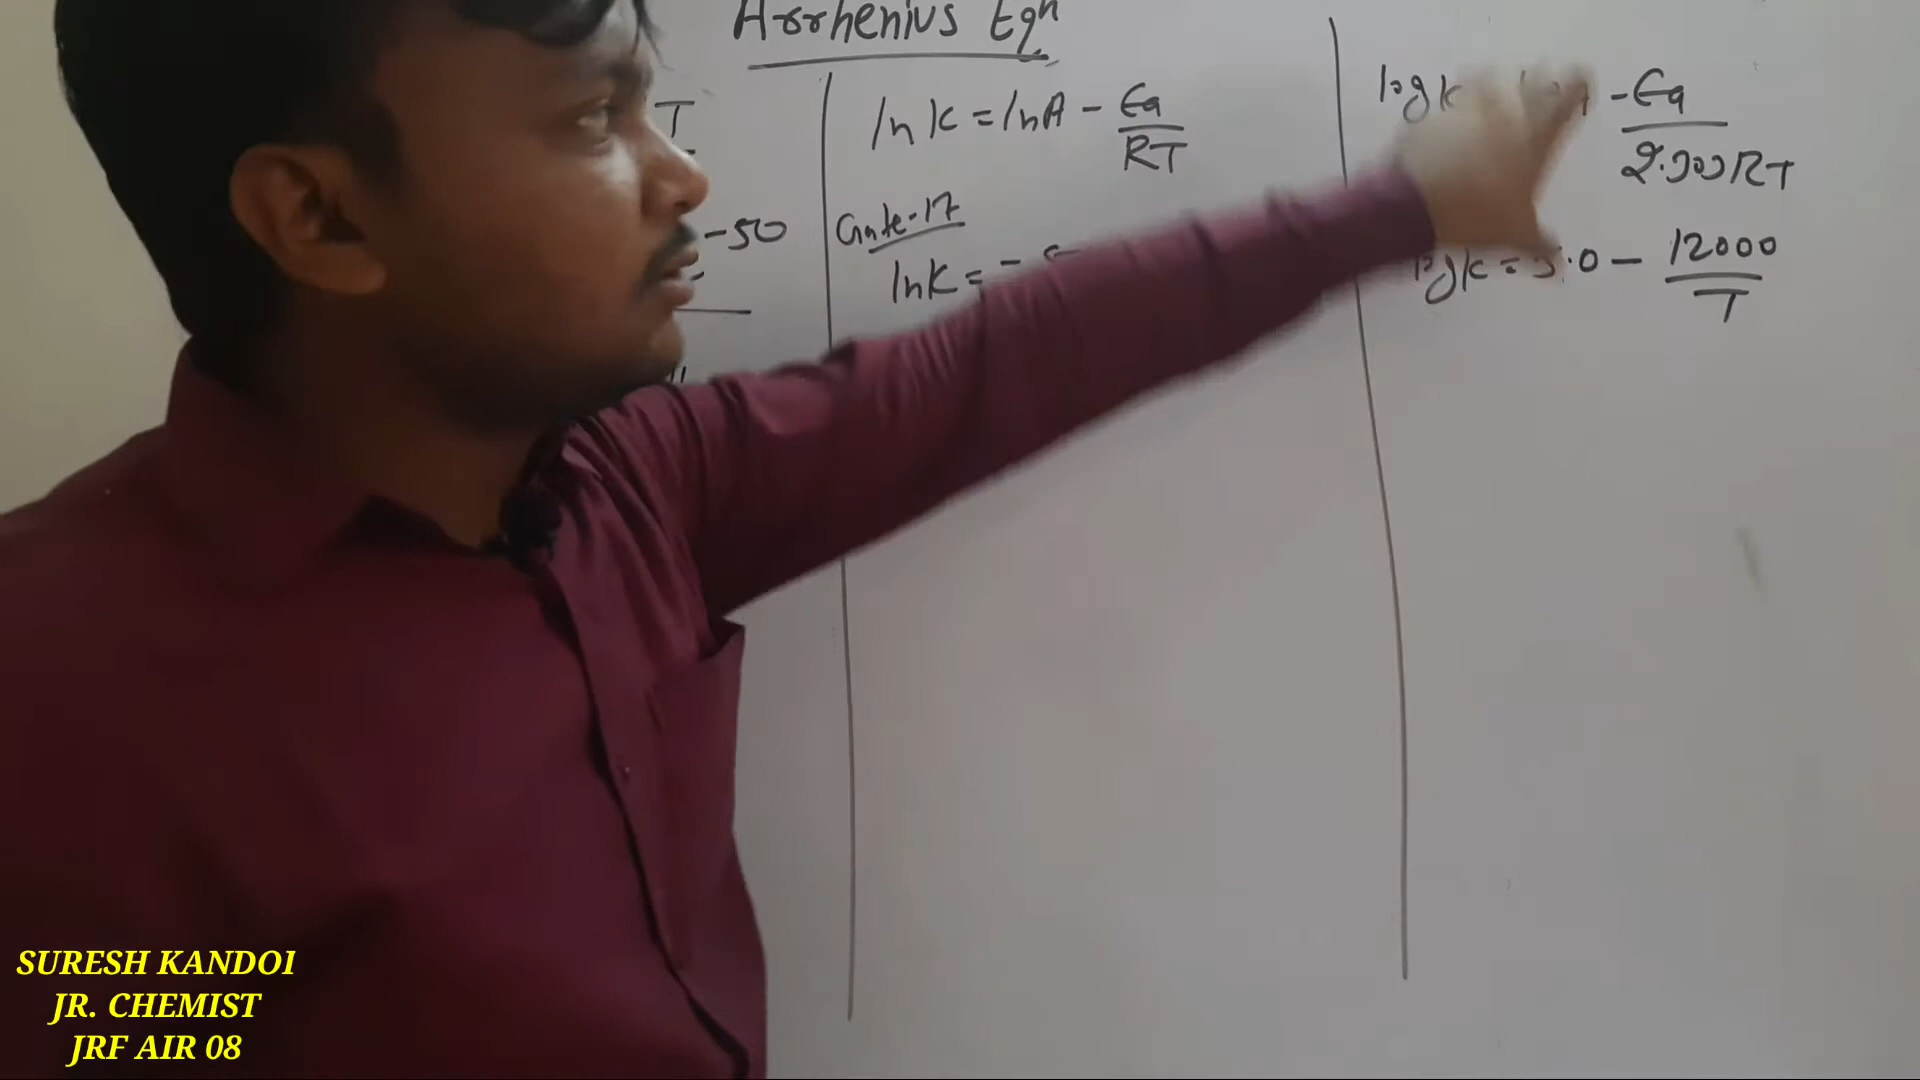 Arrhenius Eqn
T
-50
ln K = lnA - Ea
RT
Gate-17
lnK = -
log k - Ea
2.303RT
log k = 5.0 - 12000
T
SURESH KANDOI
JR. CHEMIST
JRF AIR 08